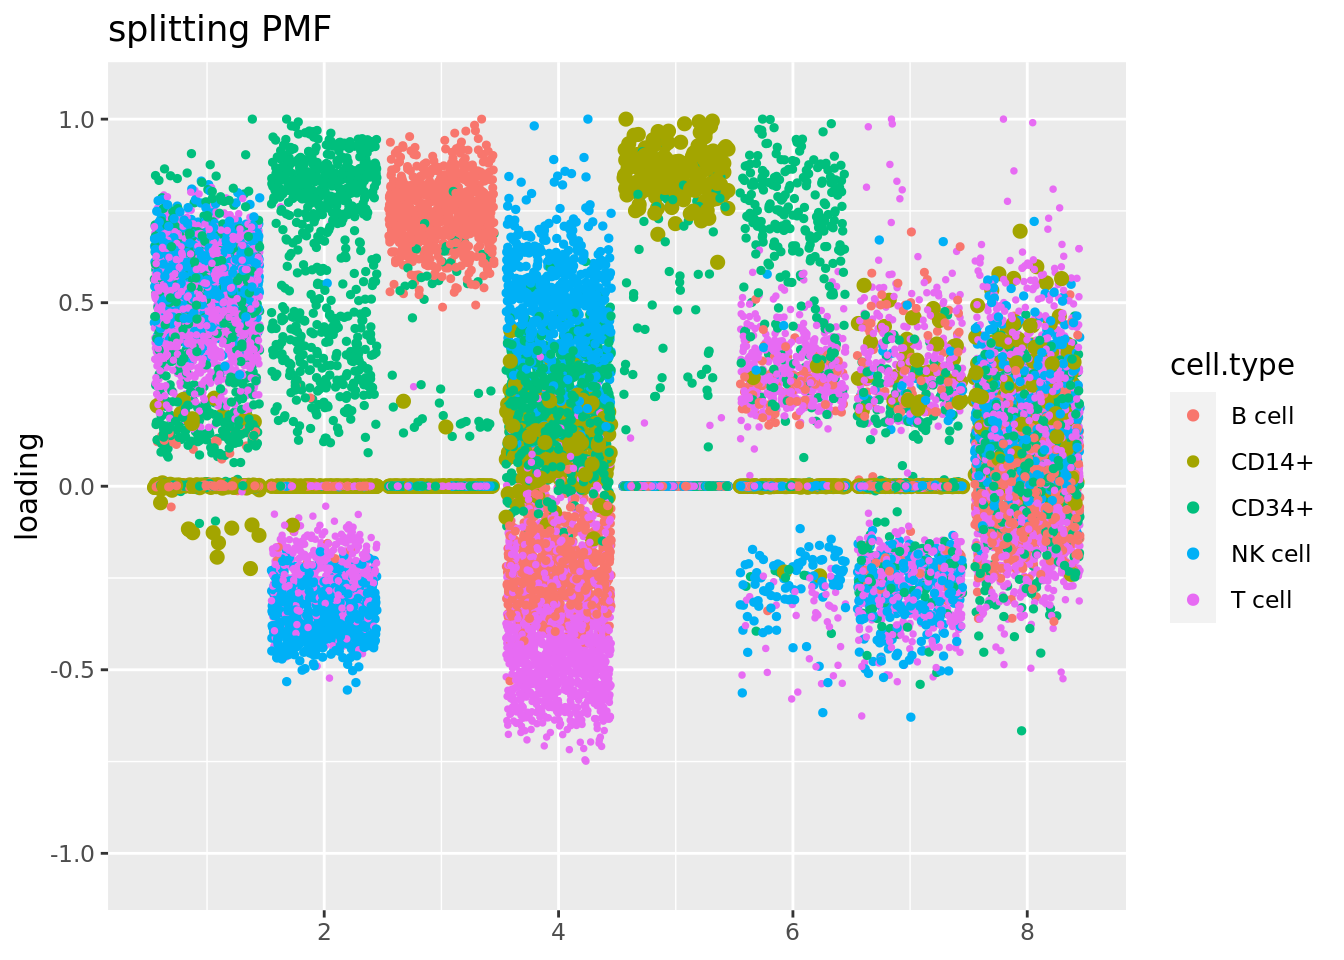 splitting PMF
1.0
0.5
0.0
-0.5
-1.0
loading
2
4
6
8
cell.type
B cell
CD14+
CD34+
NK cell
T cell